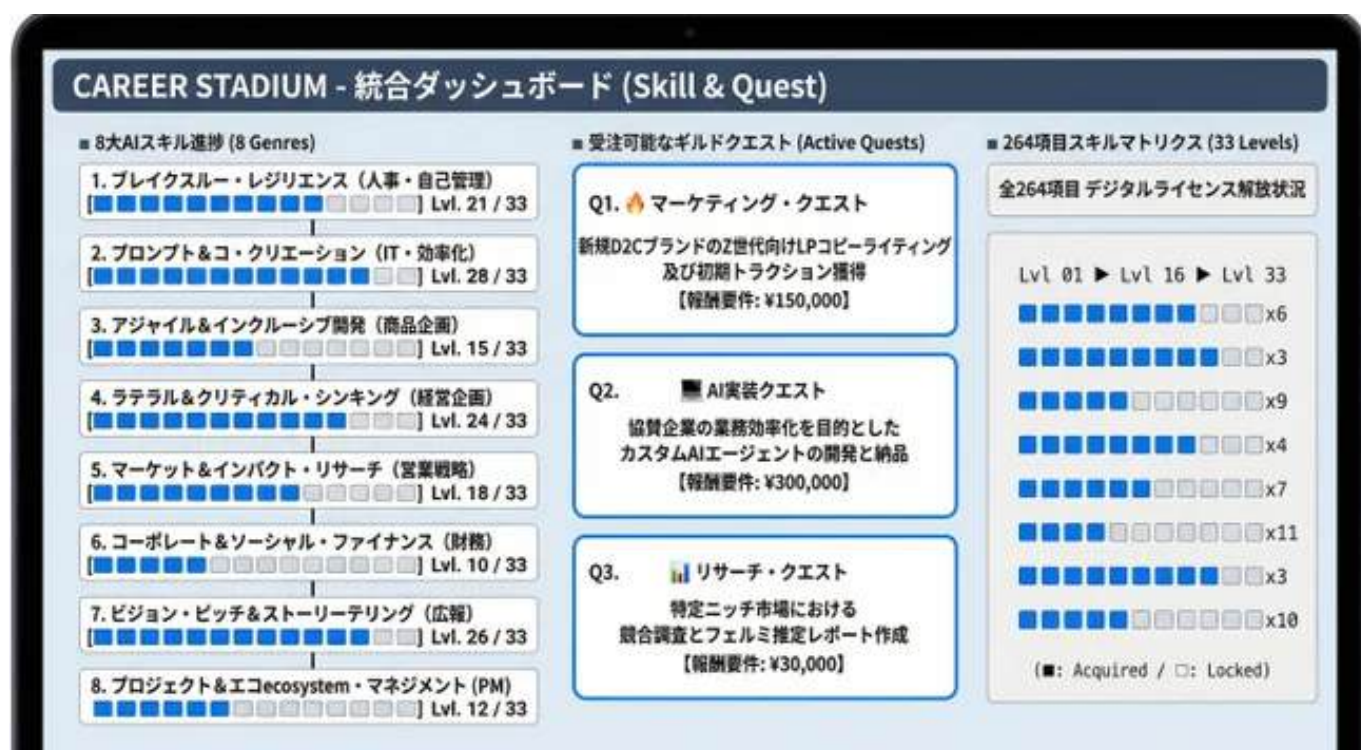 CAREER STADIUM - 統合ダッシュボード (Skill & Quest)
■ 8大AIスキル進捗 (8 Genres)
1. ブレイクスルー・レジリエンス（人事・自己管理）
[■■■■■■■■■■□□□□] Lvl. 21 / 33
2. プロンプト＆コ・クリエーション（IT・効率化）
[■■■■■■■■■■■■□□] Lvl. 28 / 33
3. アジャイル＆インクルーシブ開発（商品企画）
[■■■■■■■□□□□□□□] Lvl. 15 / 33
4. ラテラル＆クリティカル・シンキング（経営企画）
[■■■■■■■■■■■□□□] Lvl. 24 / 33
5. マーケット＆インパクト・リサーチ（営業戦略）
[■■■■■■■■■□□□□□] Lvl. 18 / 33
6. コーポレート＆ソーシャル・ファイナンス（財務）
[■■■■■□□□□□□□□□] Lvl. 10 / 33
7. ビジョン・ピッチ＆ストーリーテリング（広報）
[■■■■■■■■■■■■□□] Lvl. 26 / 33
8. プロジェクト＆エコecosystem・マネジメント (PM)
■■■■■■□□□□□□□□] Lvl. 12 / 33
■ 受注可能なギルドクエスト (Active Quests)
Q1. 🔥 マーケティング・クエスト
新規D2CブランドのZ世代向けLPコピーライティング
及び初期トラクション獲得
【報酬要件: ¥150,000】
Q2. AI実装クエスト
協賛企業の業務効率化を目的とした
カスタムAIエージェントの開発と納品
【報酬要件: ¥300,000】
Q3. 📊 リサーチ・クエスト
特定ニッチ市場における
競合調査とフェルミ推定レポート作成
【報酬要件: ¥30,000】
■ 264項目スキルマトリクス (33 Levels)
全264項目 デジタルライセンス解放状況
Lvl 01 ▶ Lvl 16 ▶ Lvl 33
■■■■■■■■□□□x6
■■■■■■■■■□□x3
■■■■■□□□□□□x9
■■■■■■■■□□□x4
■■■■■■□□□□□x7
■■■■□□□□□□□x11
■■■■■■■■■□□x3
■■■■■□□□□□□x10
(■: Acquired / □: Locked)